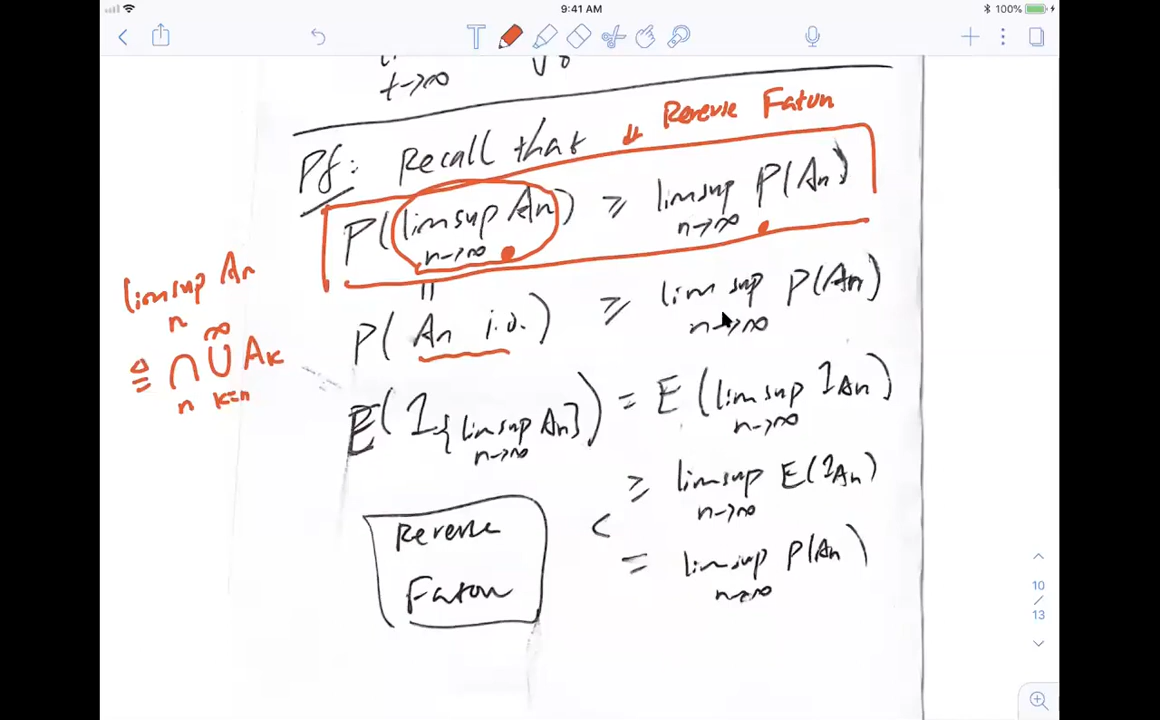 9:41 AM
100%
t→∞
↓ Reverse Fatou
Pf: Recall that
P(limsup An) ≥ limsup P(An)
n→∞ n→∞
limsup An
n
≜ ∩ ∪ Ak
n k=n ∞
"
P( An i.o.) ≥ limsup P(An)
n→∞
E(1{limsup An}) = E(limsup 1An)
n→∞ n→∞
≥ limsup E(1An)
n→∞
<
= limsup P(An)
n→∞
Reverse
Fatou
10
/
13